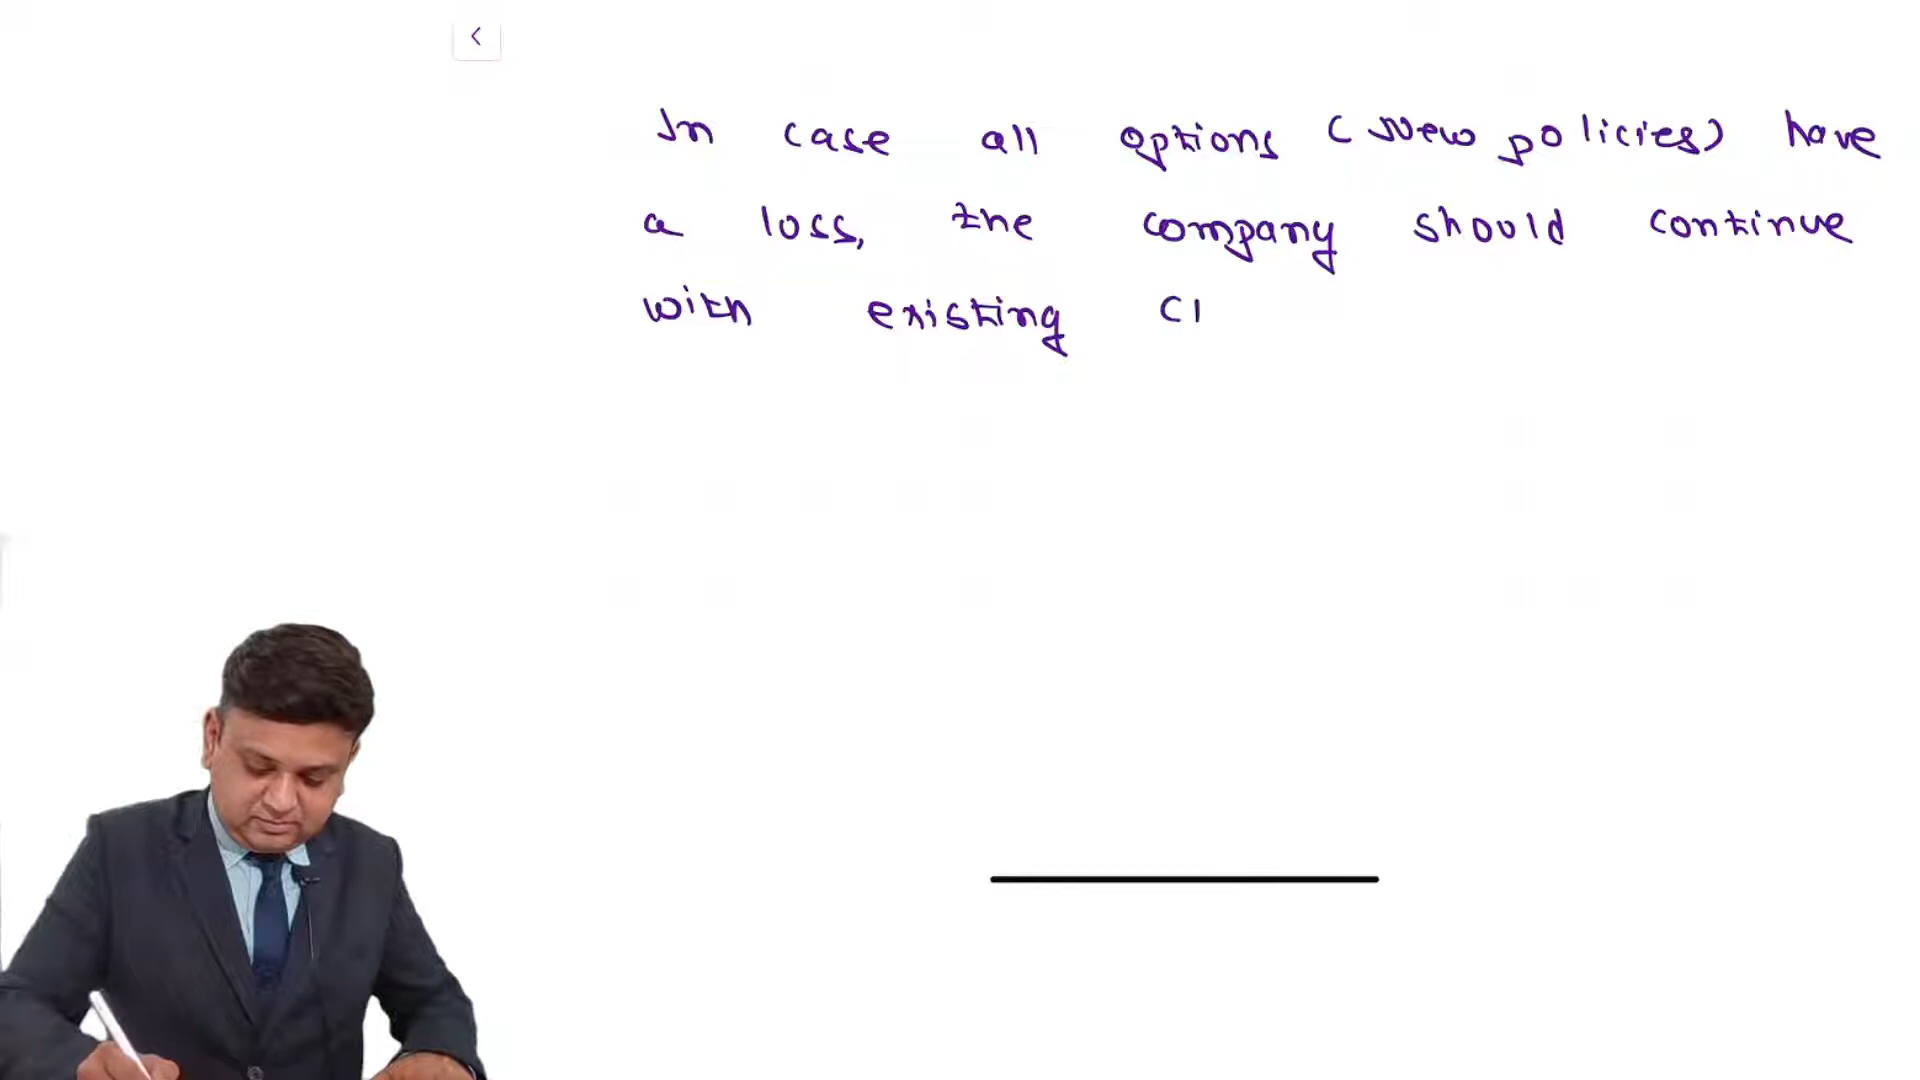 In case all options (New policies) have
a loss, the company should continue
with existing